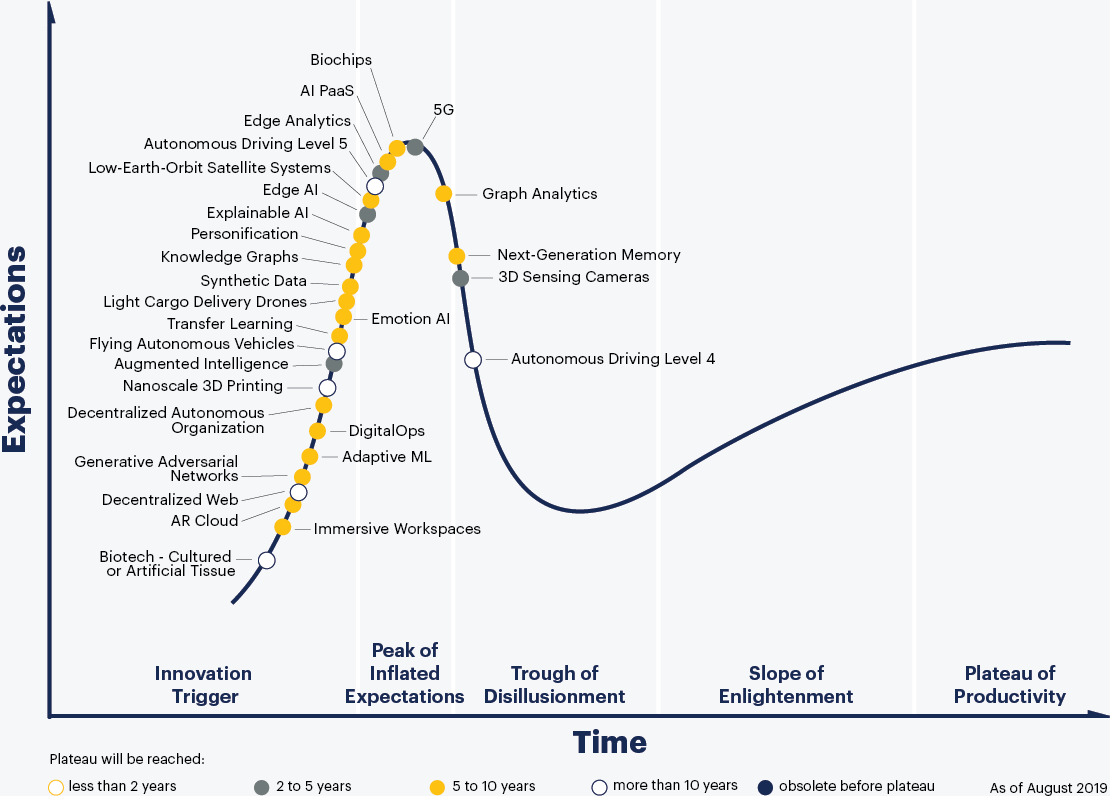 Biochips
AI PaaS
5G
Edge Analytics
Autonomous Driving Level 5
Low-Earth-Orbit Satellite Systems
Edge AI
Graph Analytics
Explainable AI
Personification
Knowledge Graphs
Next-Generation Memory
Synthetic Data
3D Sensing Cameras
Light Cargo Delivery Drones
Transfer Learning
Emotion AI
Flying Autonomous Vehicles
Augmented Intelligence
Autonomous Driving Level 4
Nanoscale 3D Printing
Decentralized Autonomous
Organization
DigitalOps
Generative Adversarial
Networks
Adaptive ML
Decentralized Web
AR Cloud
Immersive Workspaces
Biotech - Cultured
or Artificial Tissue
Expectations
Innovation
Trigger
Peak of
Inflated
Expectations
Trough of
Disillusionment
Slope of
Enlightenment
Plateau of
Productivity
Time
Plateau will be reached:
less than 2 years
2 to 5 years
5 to 10 years
more than 10 years
obsolete before plateau
As of August 2019